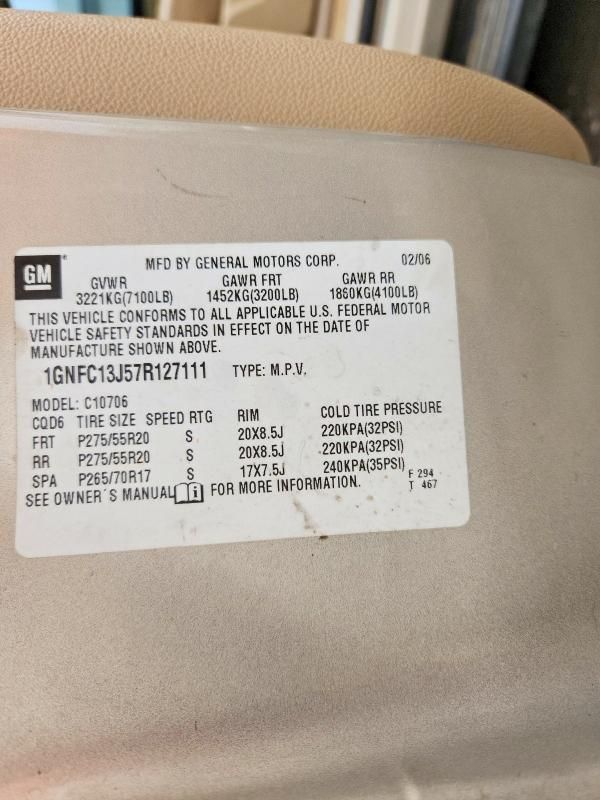 GM
MFD BY GENERAL MOTORS CORP. 02/06
GVWR GAWR FRT GAWR RR
3221KG(7100LB) 1452KG(3200LB) 1860KG(4100LB)
THIS VEHICLE CONFORMS TO ALL APPLICABLE U.S. FEDERAL MOTOR
VEHICLE SAFETY STANDARDS IN EFFECT ON THE DATE OF
MANUFACTURE SHOWN ABOVE.
1GNFC13J57R127111 TYPE: M.P.V.
MODEL: C10706
CQD6 TIRE SIZE SPEED RTG RIM COLD TIRE PRESSURE
FRT P275/55R20 S 20X8.5J 220KPA(32PSI)
RR P275/55R20 S 20X8.5J 220KPA(32PSI)
SPA P265/70R17 S 17X7.5J 240KPA(35PSI)
SEE OWNER'S MANUAL i FOR MORE INFORMATION.
F 294
T 467